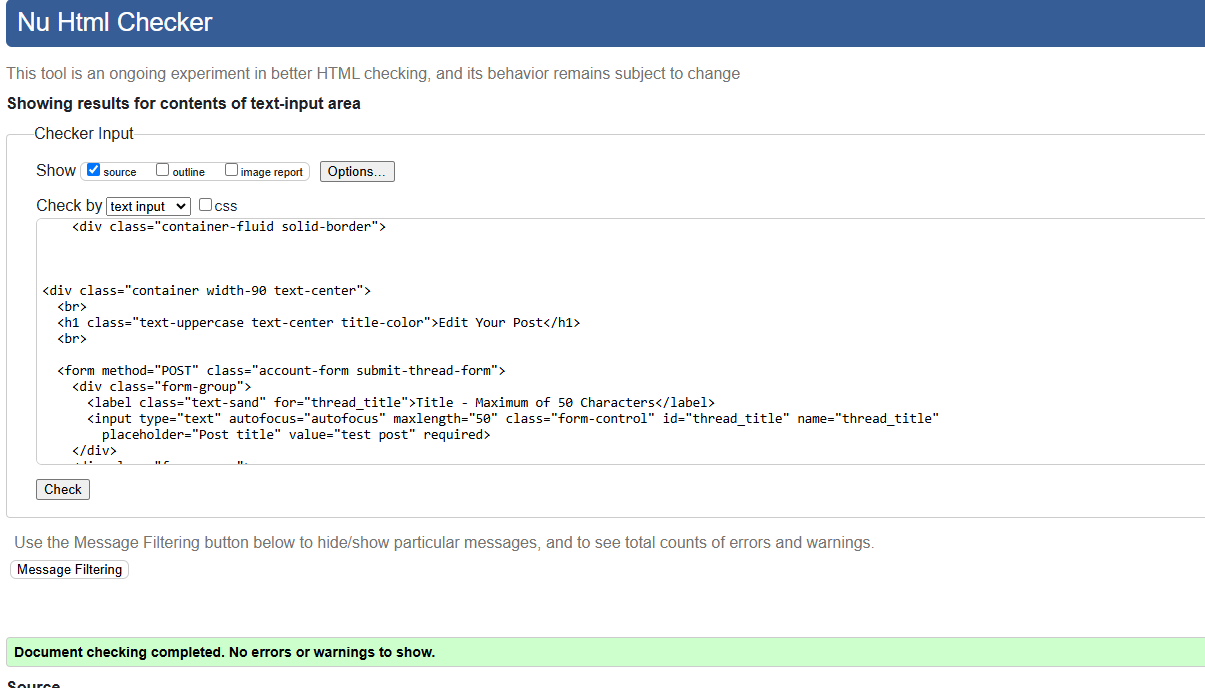 Nu Html Checker
This tool is an ongoing experiment in better HTML checking, and its behavior remains subject to change
Showing results for contents of text-input area
Checker Input
Show source outline image report Options...
Check by text input css
<div class="container-fluid solid-border">
<div class="container width-90 text-center">
<br>
<h1 class="text-uppercase text-center title-color">Edit Your Post</h1>
<br>
<form method="POST" class="account-form submit-thread-form">
<div class="form-group">
<label class="text-sand" for="thread_title">Title - Maximum of 50 Characters</label>
<input type="text" autofocus="autofocus" maxlength="50" class="form-control" id="thread_title" name="thread_title"
placeholder="Post title" value="test post" required>
</div>
Check
Use the Message Filtering button below to hide/show particular messages, and to see total counts of errors and warnings.
Message Filtering
Document checking completed. No errors or warnings to show.
Source